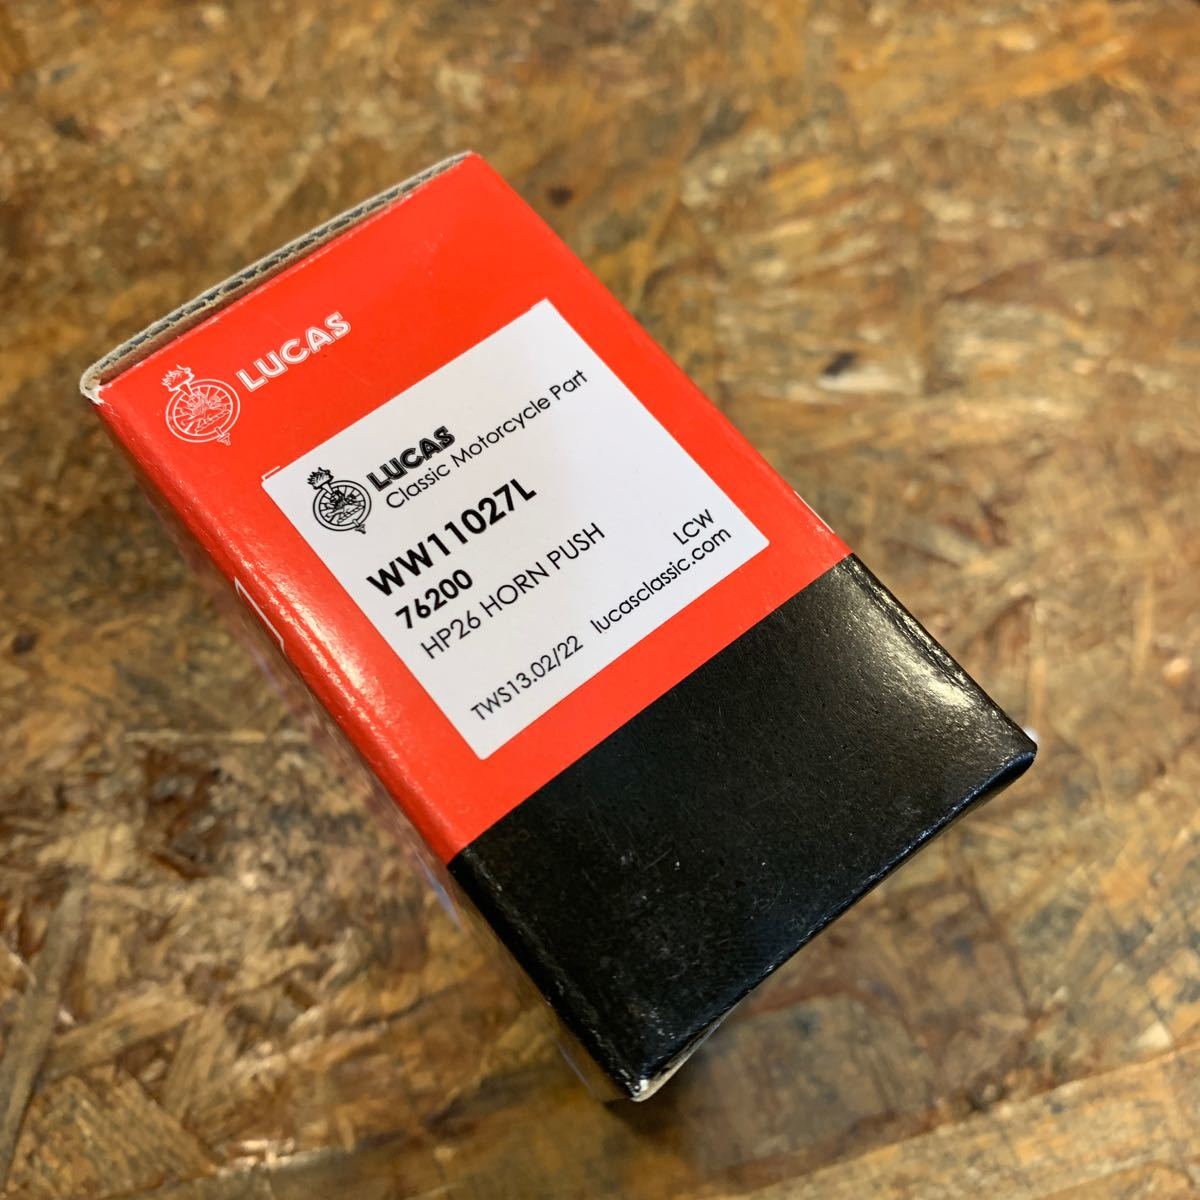 LUCAS
LUCAS
Classic Motorcycle Part
WW11027L
76200
HP26 HORN PUSH
LCW
TWS13.02/22 lucasclassic.com